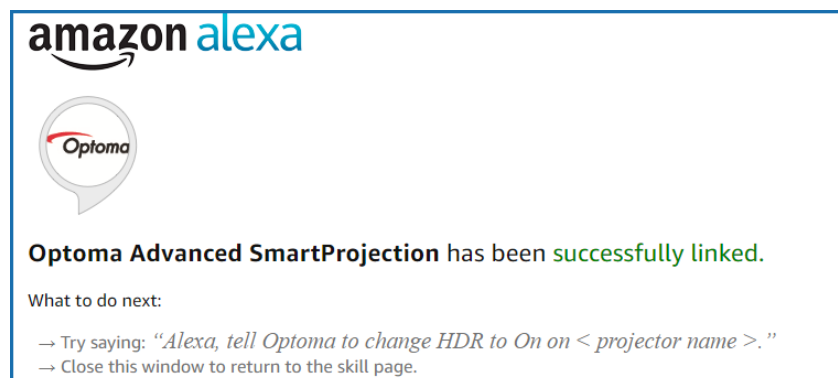 amazon alexa
Optoma
Optoma Advanced SmartProjection has been successfully linked.
What to do next:
→ Try saying: “Alexa, tell Optoma to change HDR to On on < projector name >.”
→ Close this window to return to the skill page.